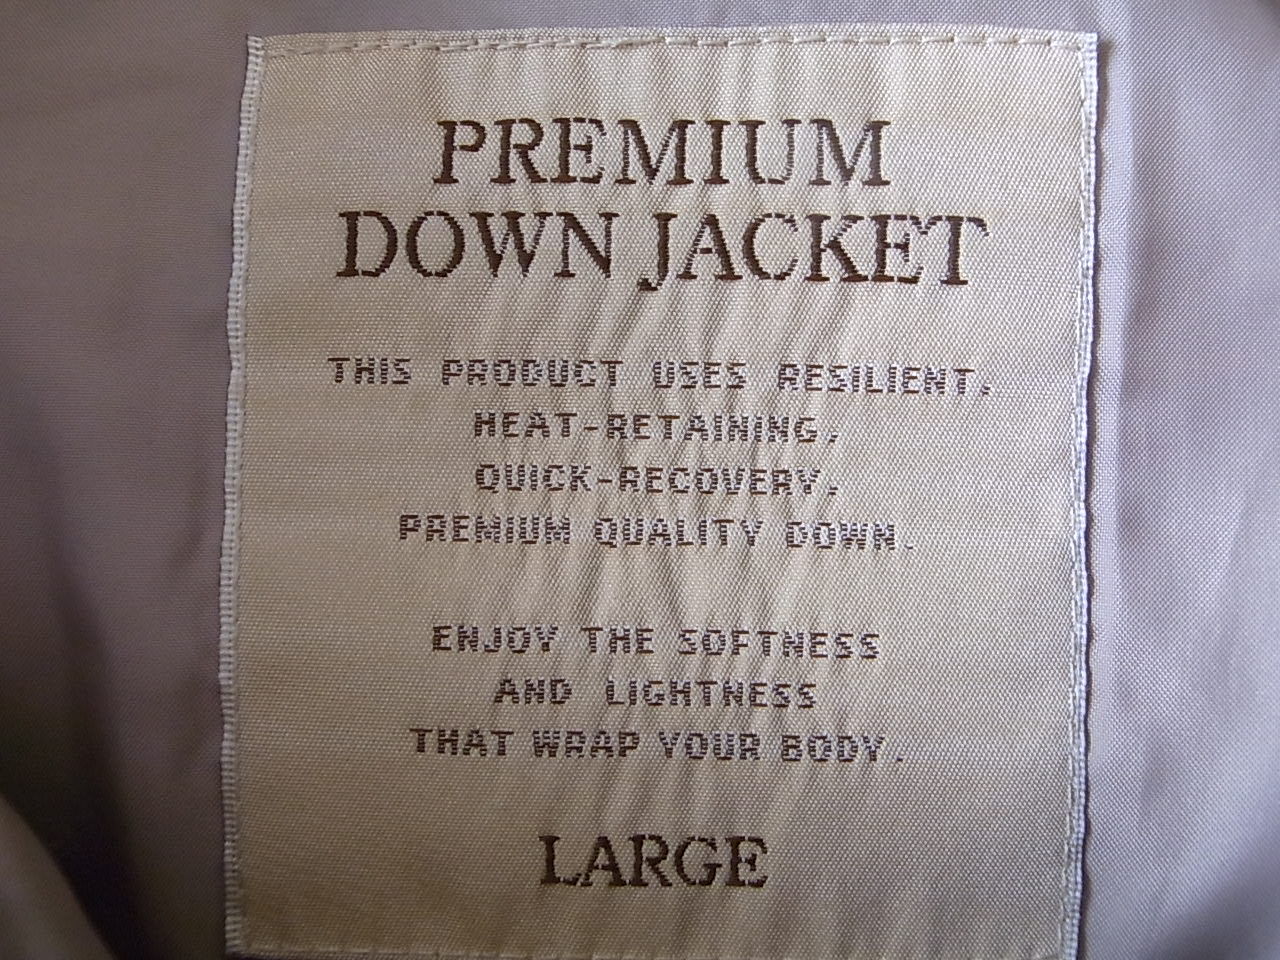 PREMIUM
DOWN JACKET
THIS PRODUCT USES RESILIENT,
HEAT-RETAINING,
QUICK-RECOVERY,
PREMIUM QUALITY DOWN.
ENJOY THE SOFTNESS
AND LIGHTNESS
THAT WRAP YOUR BODY.
LARGE